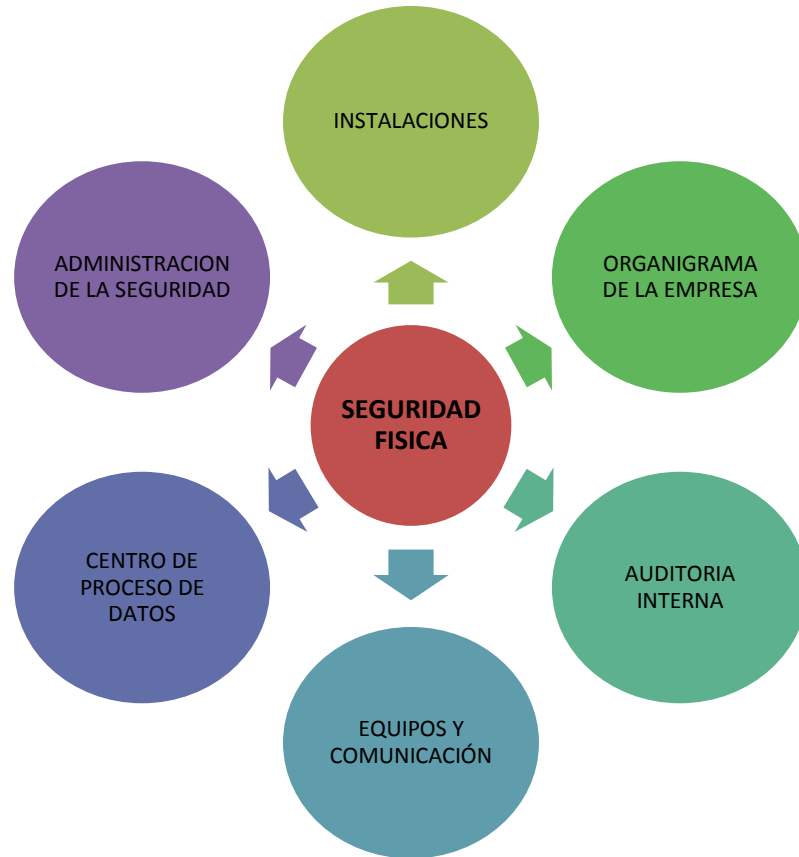 INSTALACIONES
ADMINISTRACION
DE LA SEGURIDAD
ORGANIGRAMA
DE LA EMPRESA
SEGURIDAD
FISICA
CENTRO DE
PROCESO DE
DATOS
AUDITORIA
INTERNA
EQUIPOS Y
COMUNICACIÓN